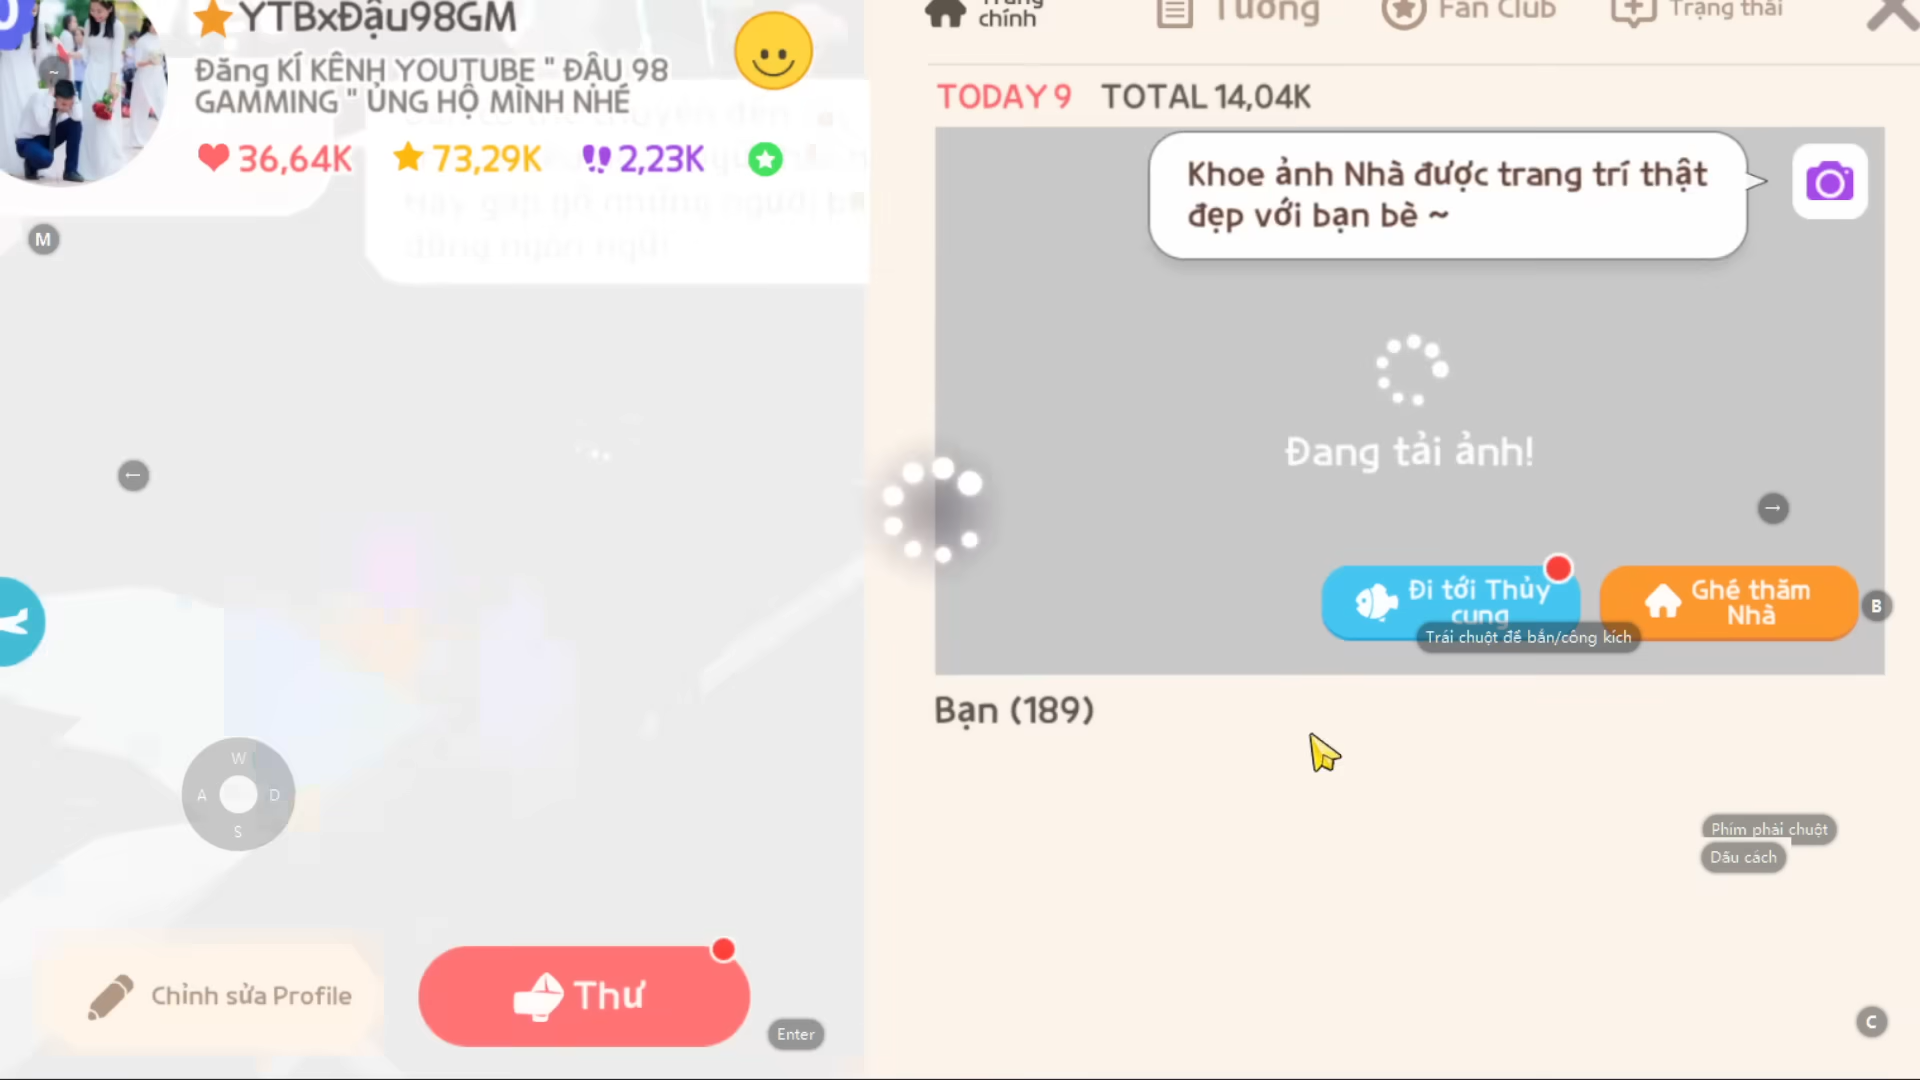 YTBxĐậu98GM
Đăng KÍ KÊNH YOUTUBE " ĐẬU 98
GAMMING " ỦNG HỘ MÌNH NHÉ
36,64K 73,29K 2,23K
chính
Tường
Fan Club
Trạng thái
TODAY 9 TOTAL 14,04K
Khoe ảnh Nhà được trang trí thật
đẹp với bạn bè ~
M
←
Đang tải ảnh!
→
Đi tới Thủy
cung
Ghé thăm
Nhà
B
Trái chuột để bắn/công kích
Bạn (189)
W
A D
S
Phím phải chuột
Dấu cách
Chỉnh sửa Profile
Thư
Enter
C